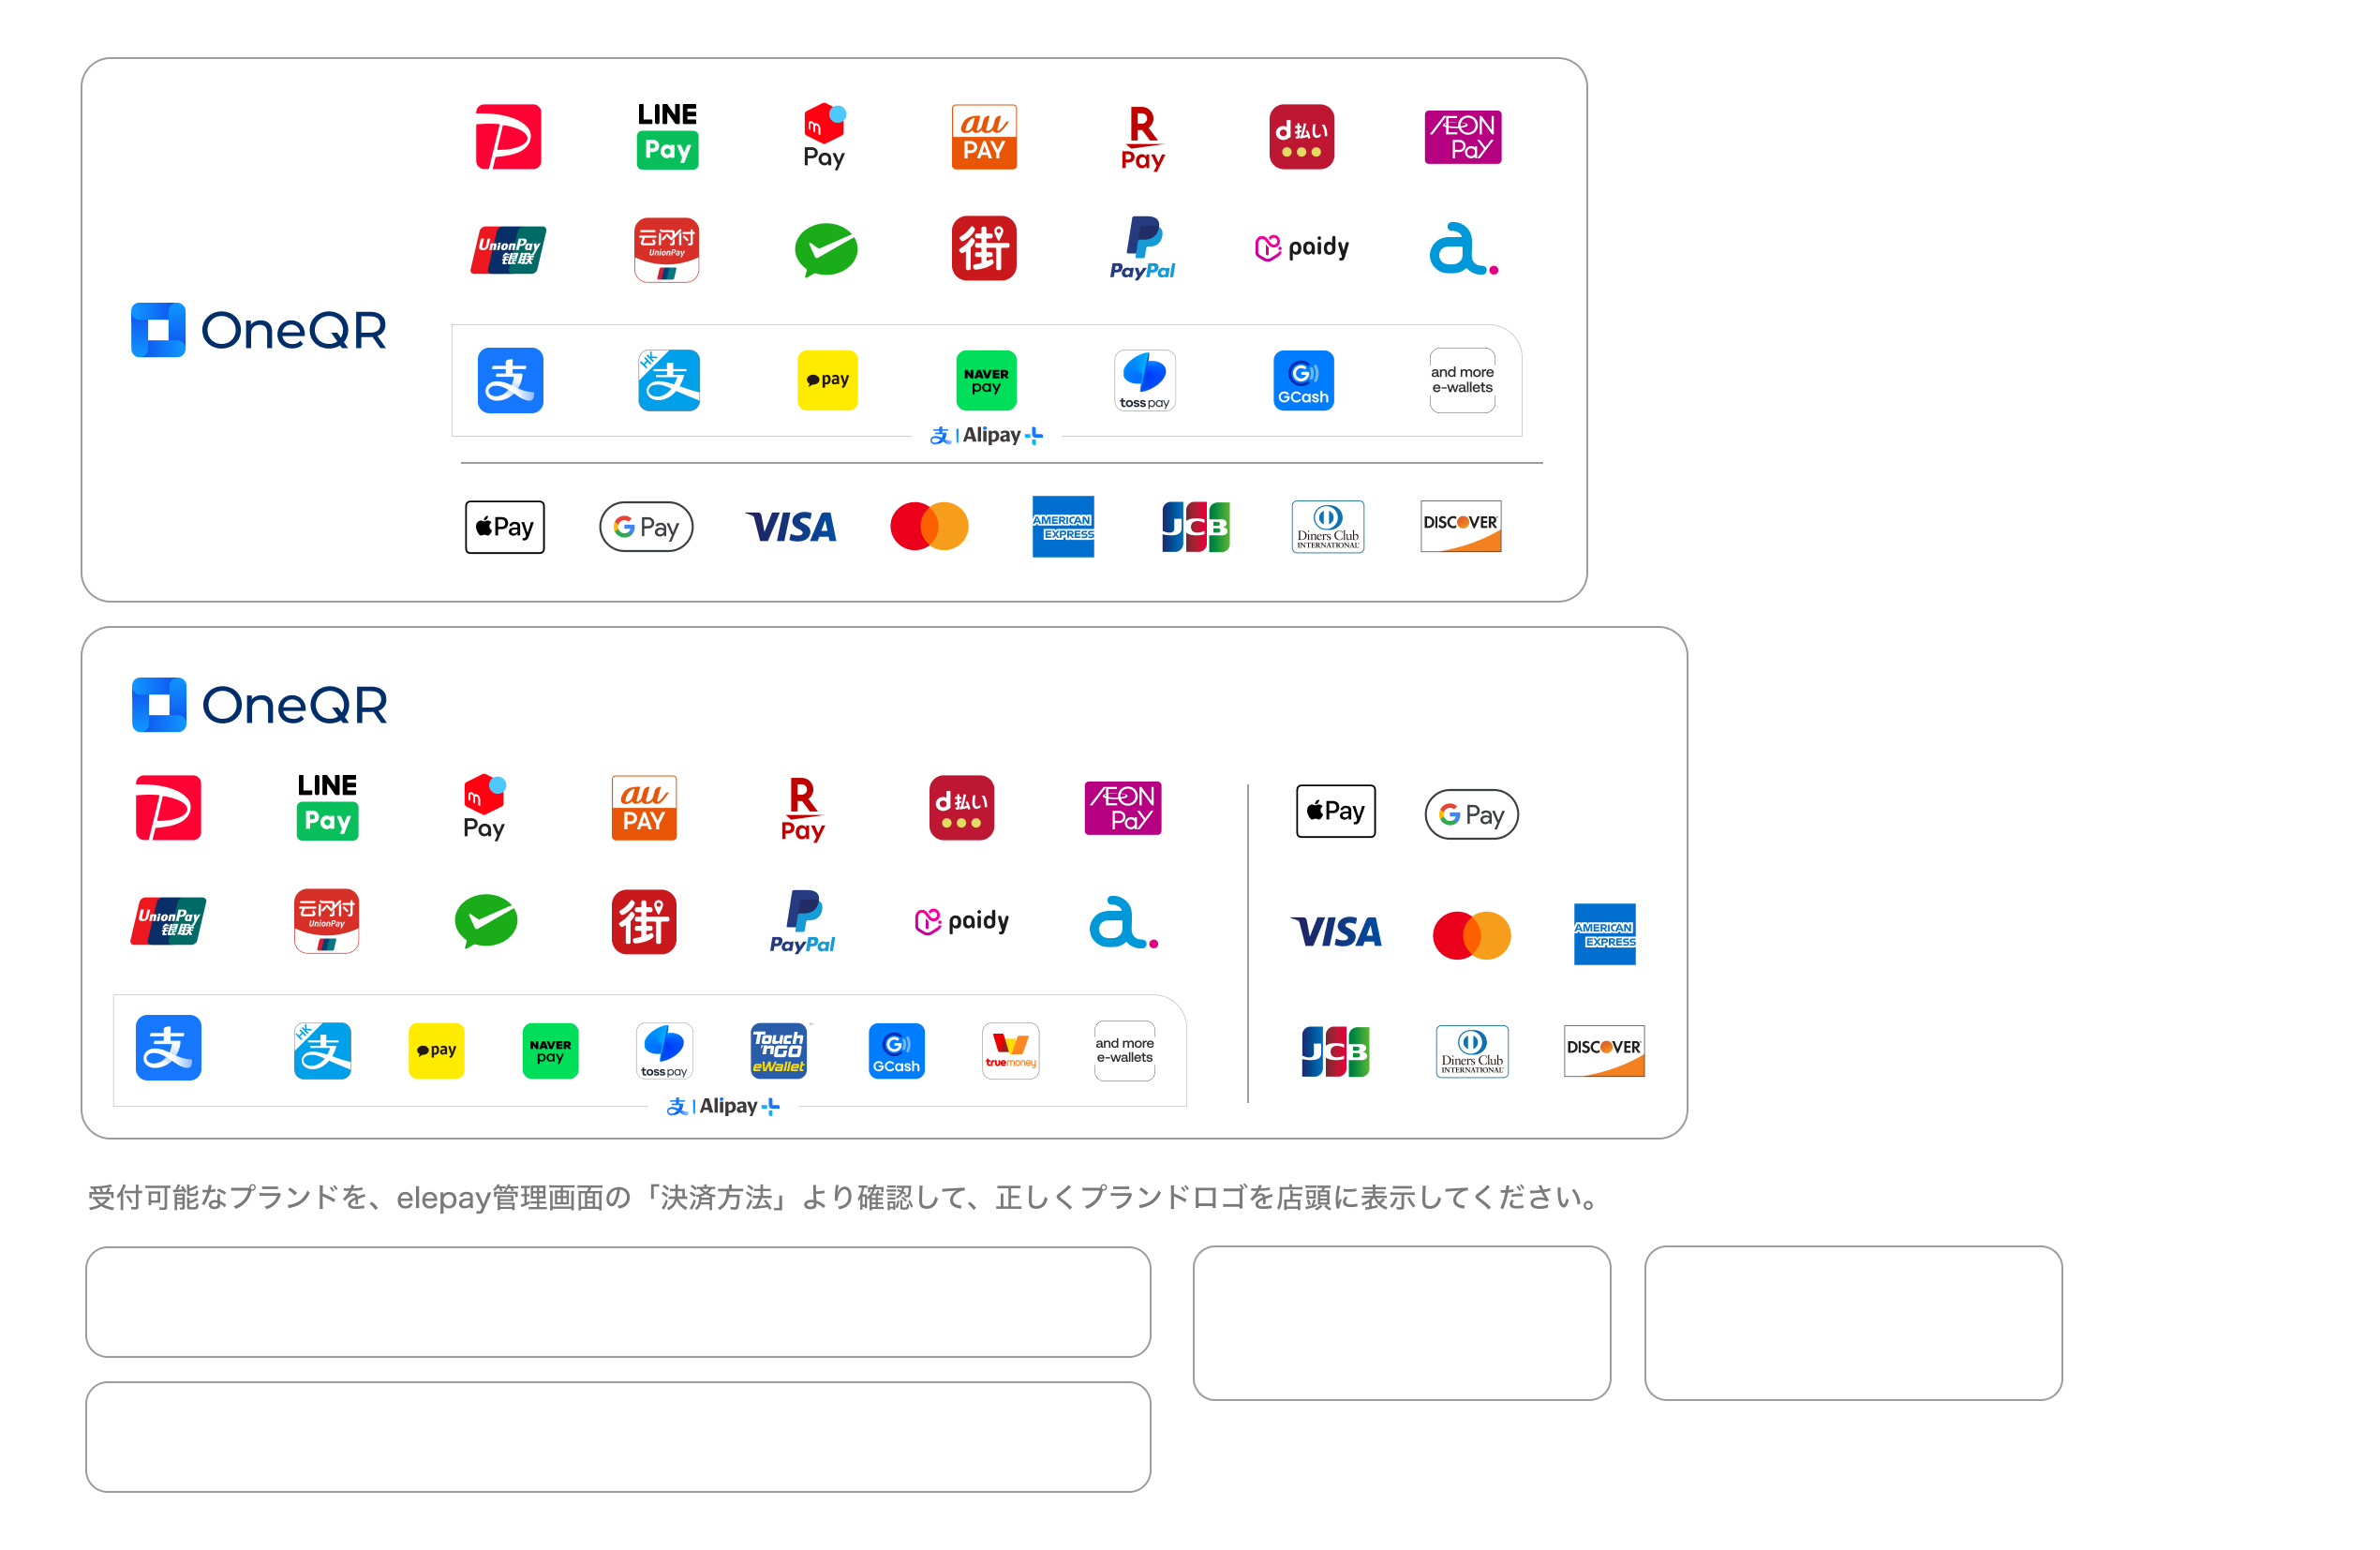 LINE Pay
m Pay
au PAY
R Pay
d払い
ÆON Pay
UnionPay 银联
云闪付 UnionPay
街
PayPal
paidy
a.
OneQR
支
HK 支
pay
NAVER pay
toss pay
G GCash
and more e-wallets
支 | Alipay+
Pay
G Pay
VISA
AMERICAN EXPRESS
JCB
Diners Club INTERNATIONAL
DISCOVER
OneQR
LINE Pay
m Pay
au PAY
R Pay
d払い
ÆON Pay
Pay
G Pay
UnionPay 银联
云闪付 UnionPay
街
PayPal
paidy
a.
VISA
AMERICAN EXPRESS
支
HK 支
pay
NAVER pay
toss pay
Touch 'nGO eWallet
G GCash
truemoney
and more e-wallets
JCB
Diners Club INTERNATIONAL
DISCOVER
支 | Alipay+
受付可能なプランドを、elepay管理画面の「決済方法」より確認して、正しくプランドロゴを店頭に表示してください。